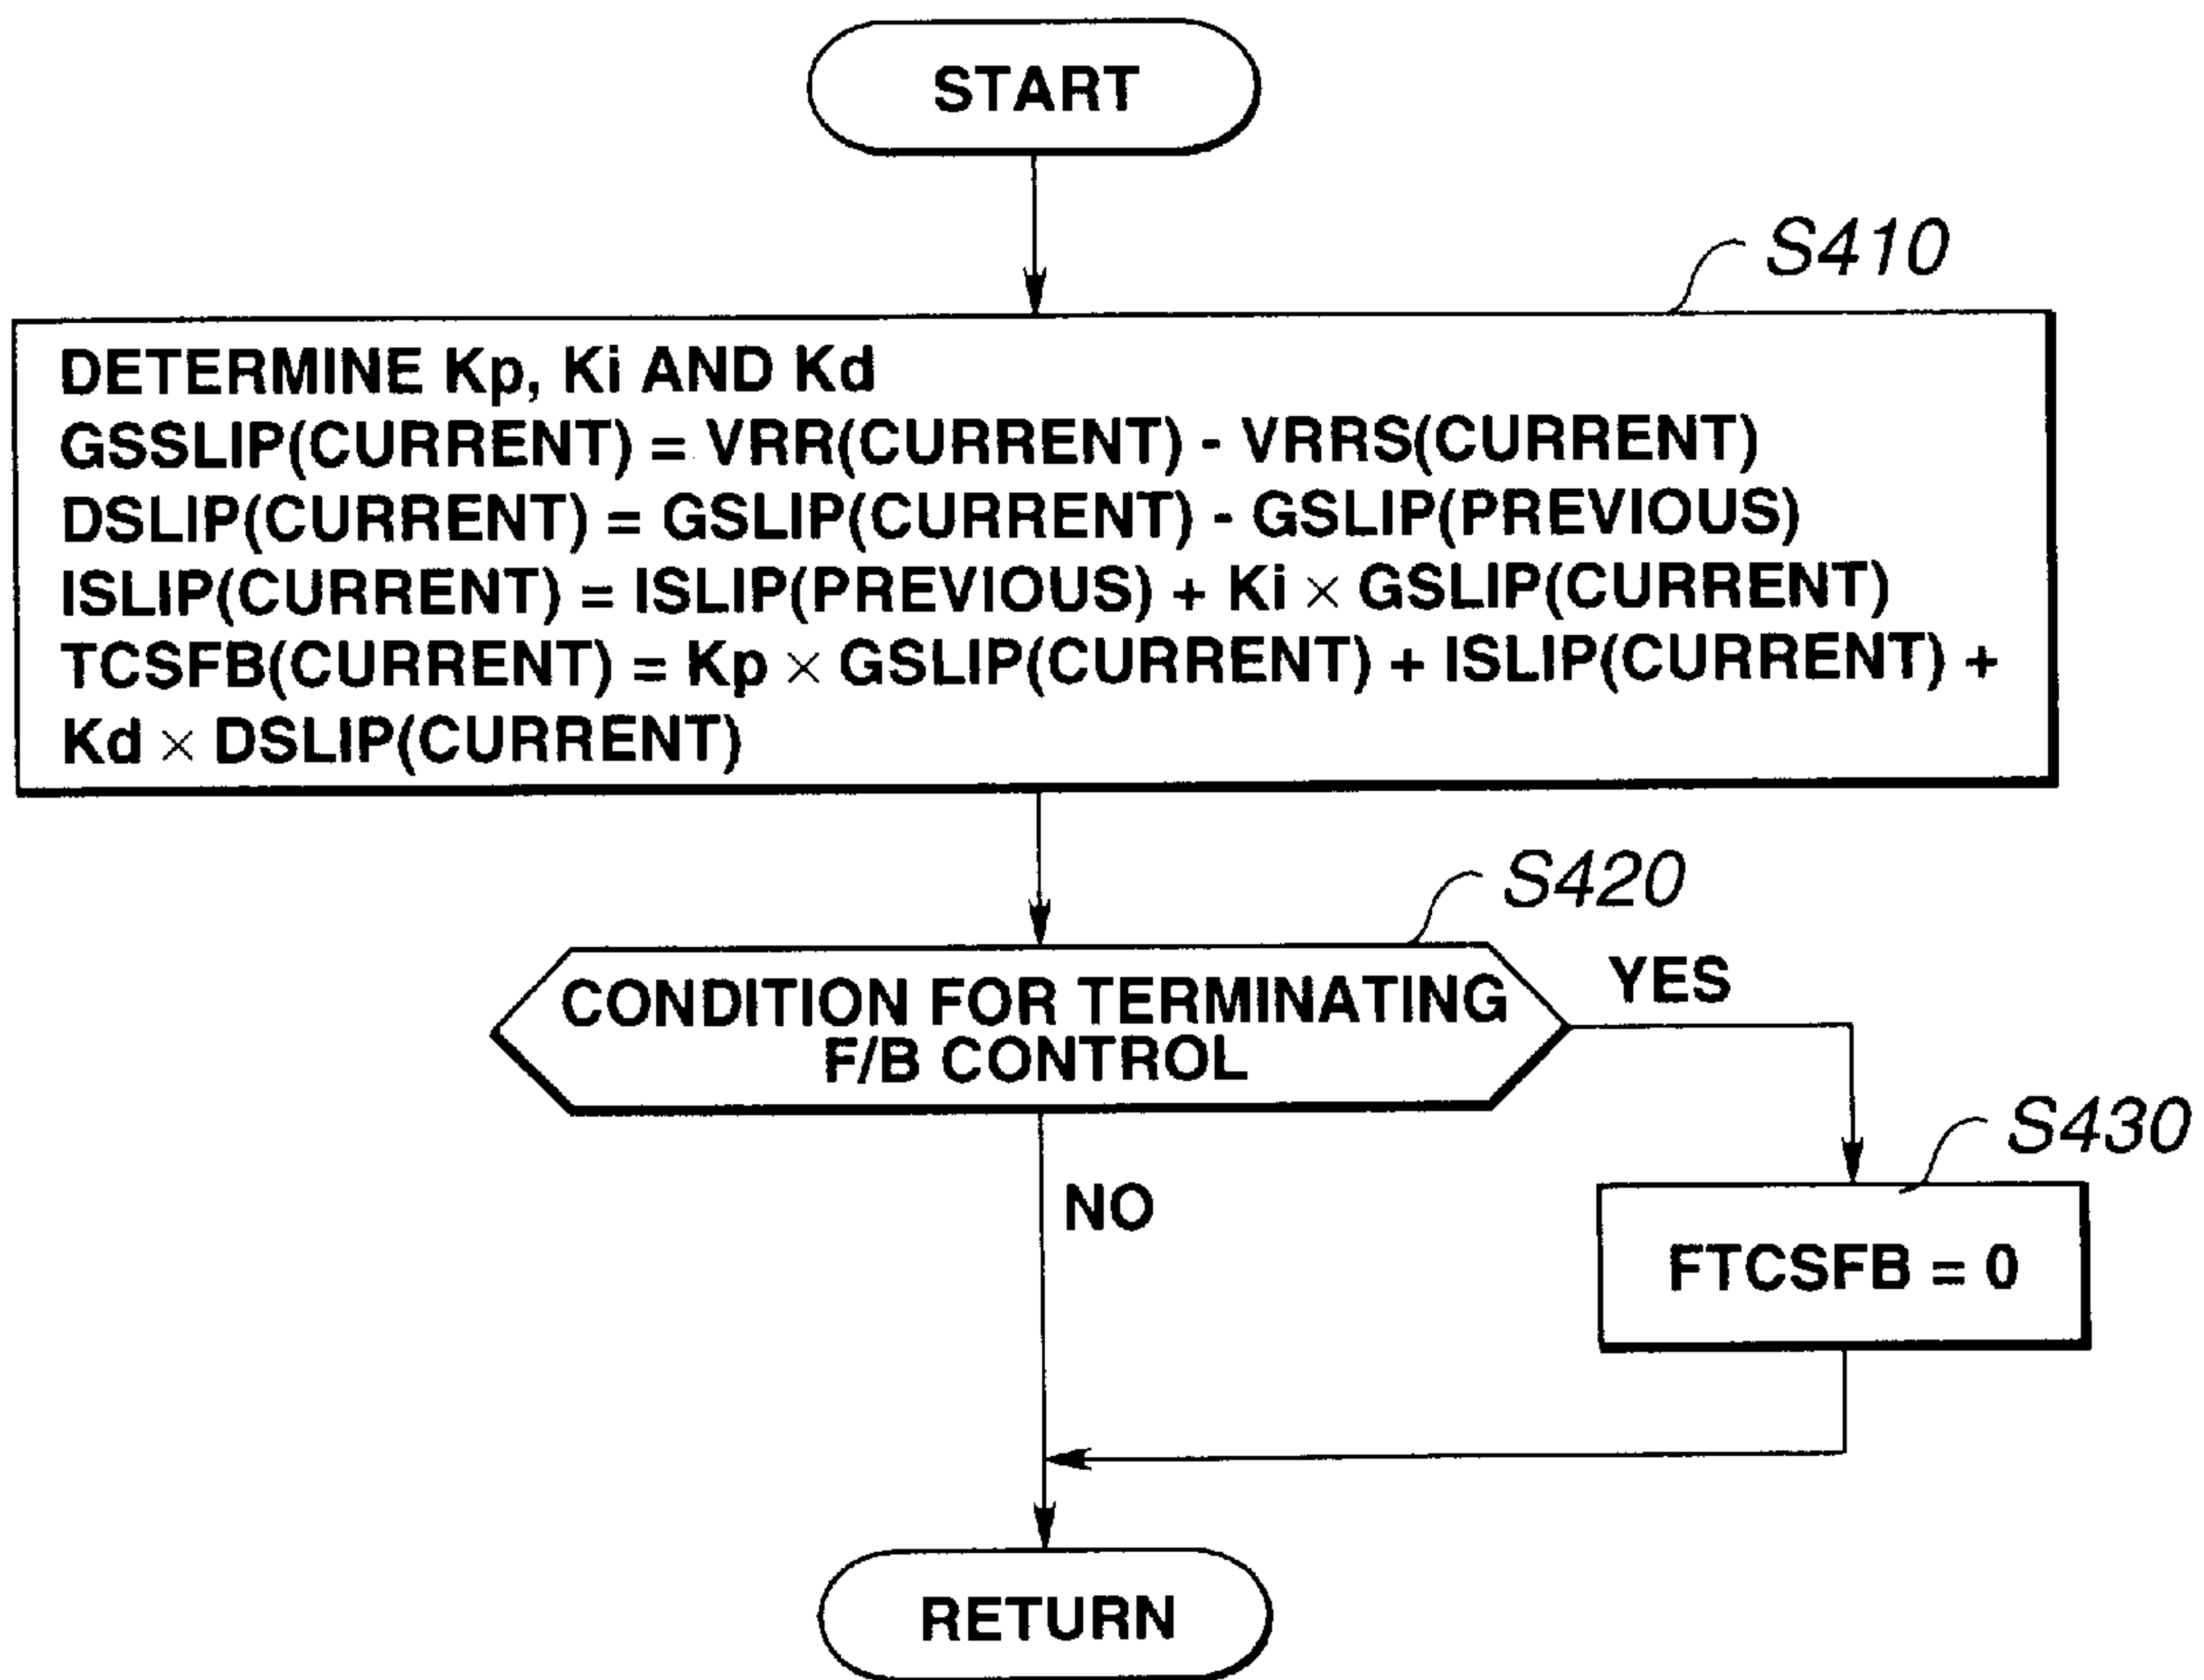 START
S410
DETERMINE Kp, Ki AND Kd
GSSLIP(CURRENT) = VRR(CURRENT) - VRRS(CURRENT)
DSLIP(CURRENT) = GSLIP(CURRENT) - GSLIP(PREVIOUS)
ISLIP(CURRENT) = ISLIP(PREVIOUS) + Ki × GSLIP(CURRENT)
TCSFB(CURRENT) = Kp × GSLIP(CURRENT) + ISLIP(CURRENT) +
Kd × DSLIP(CURRENT)
S420
CONDITION FOR TERMINATING
F/B CONTROL
YES
S430
NO
FTCSFB = 0
RETURN